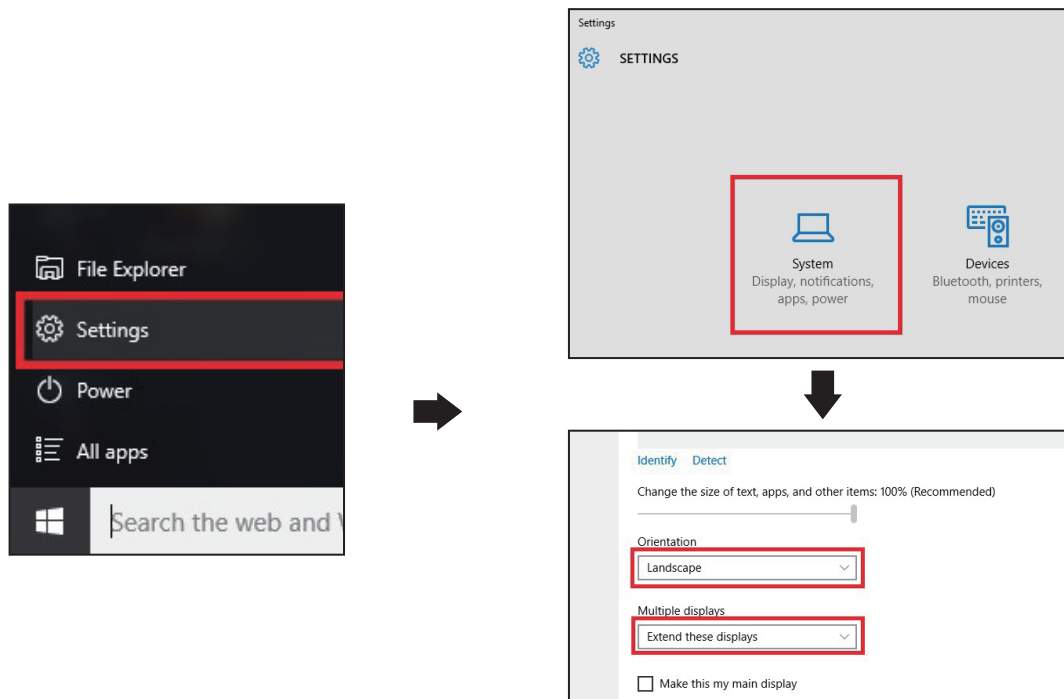 File Explorer
Settings
Power
All apps
Search the web and
Settings
SETTINGS
System
Display, notifications,
apps, power
Devices
Bluetooth, printers,
mouse
Identify Detect
Change the size of text, apps, and other items: 100% (Recommended)
Orientation
Landscape
Multiple displays
Extend these displays
Make this my main display